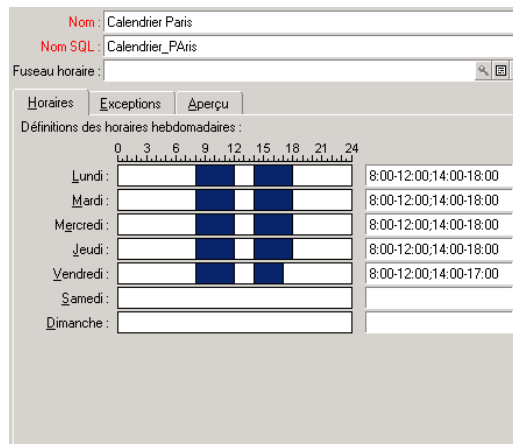 Nom : Calendrier Paris
Nom SQL : Calendrier_PAris
Fuseau horaire :
Horaires Exceptions Aperçu
Définitions des horaires hebdomadaires :
0 3 6 9 12 15 18 21 24
Lundi : 8:00-12:00;14:00-18:00
Mardi : 8:00-12:00;14:00-18:00
Mercredi : 8:00-12:00;14:00-18:00
Jeudi : 8:00-12:00;14:00-18:00
Vendredi : 8:00-12:00;14:00-17:00
Samedi :
Dimanche :